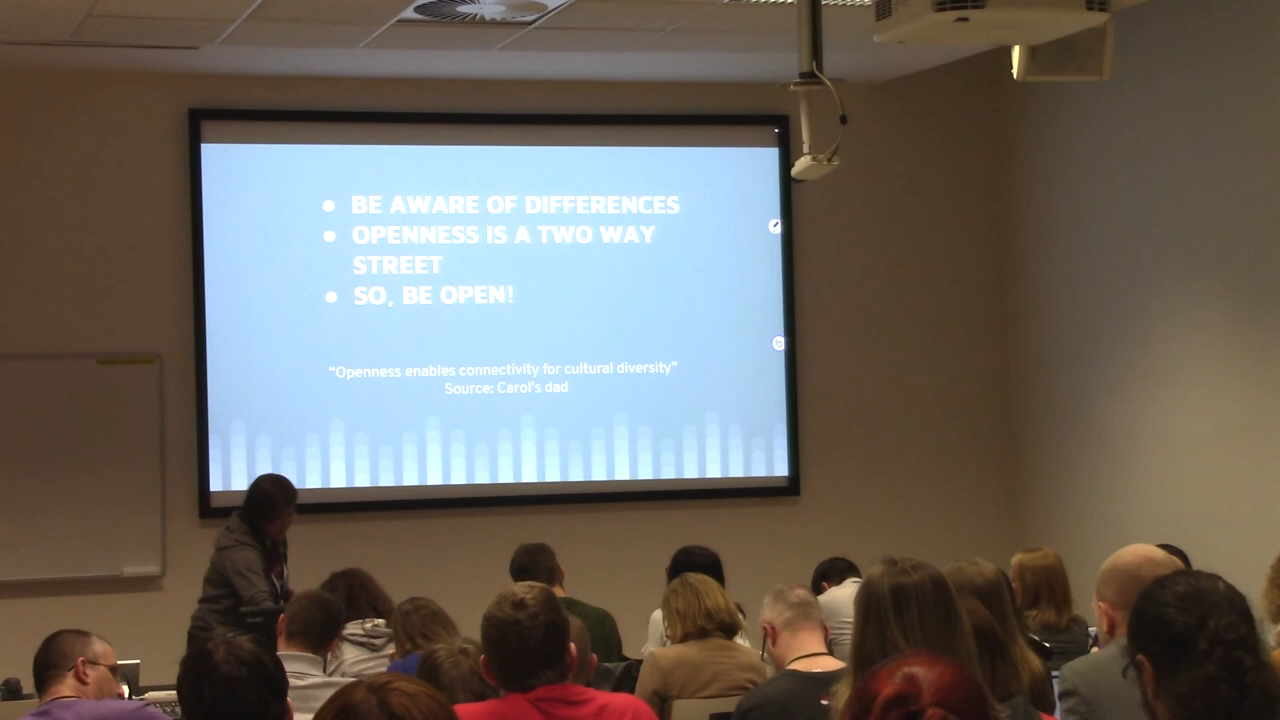 • BE AWARE OF DIFFERENCES
• OPENNESS IS A TWO WAY
STREET
• SO, BE OPEN!
“Openness enables connectivity for cultural diversity”
Source: Carol's dad